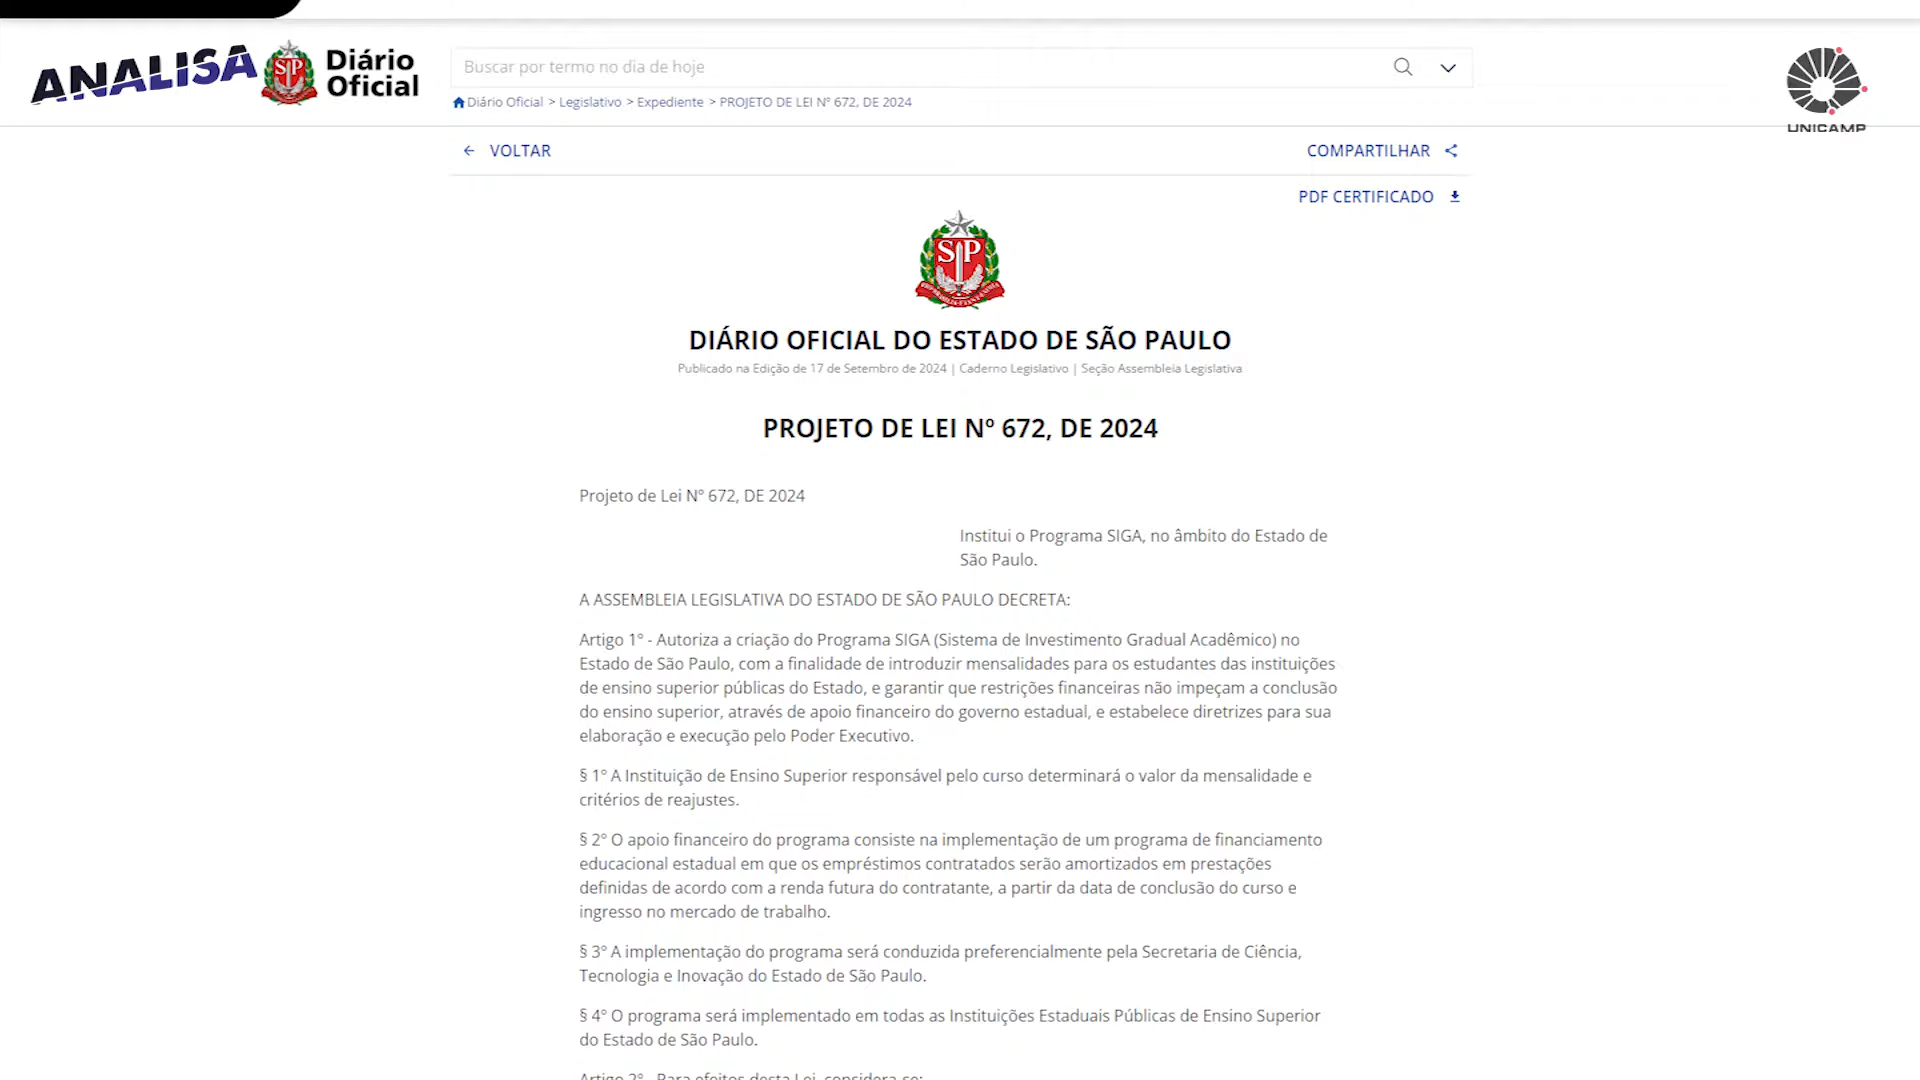 ANALISA
Diário
Oficial
Buscar por termo no dia de hoje
Diário Oficial > Legislativo > Expediente > PROJETO DE LEI Nº 672, DE 2024
UNICAMP
VOLTAR
COMPARTILHAR
PDF CERTIFICADO
SP
DIÁRIO OFICIAL DO ESTADO DE SÃO PAULO
Publicado na Edição de 17 de Setembro de 2024 | Caderno Legislativo | Seção Assembleia Legislativa
PROJETO DE LEI Nº 672, DE 2024
Projeto de Lei Nº 672, DE 2024
Institui o Programa SIGA, no âmbito do Estado de
São Paulo.
A ASSEMBLEIA LEGISLATIVA DO ESTADO DE SÃO PAULO DECRETA:
Artigo 1º - Autoriza a criação do Programa SIGA (Sistema de Investimento Gradual Acadêmico) no
Estado de São Paulo, com a finalidade de introduzir mensalidades para os estudantes das instituições
de ensino superior públicas do Estado, e garantir que restrições financeiras não impeçam a conclusão
do ensino superior, através de apoio financeiro do governo estadual, e estabelece diretrizes para sua
elaboração e execução pelo Poder Executivo.
§ 1º A Instituição de Ensino Superior responsável pelo curso determinará o valor da mensalidade e
critérios de reajustes.
§ 2º O apoio financeiro do programa consiste na implementação de um programa de financiamento
educacional estadual em que os empréstimos contratados serão amortizados em prestações
definidas de acordo com a renda futura do contratante, a partir da data de conclusão do curso e
ingresso no mercado de trabalho.
§ 3º A implementação do programa será conduzida preferencialmente pela Secretaria de Ciência,
Tecnologia e Inovação do Estado de São Paulo.
§ 4º O programa será implementado em todas as Instituições Estaduais Públicas de Ensino Superior
do Estado de São Paulo.
Artigo 2º - Para efeitos desta Lei, considera-se: